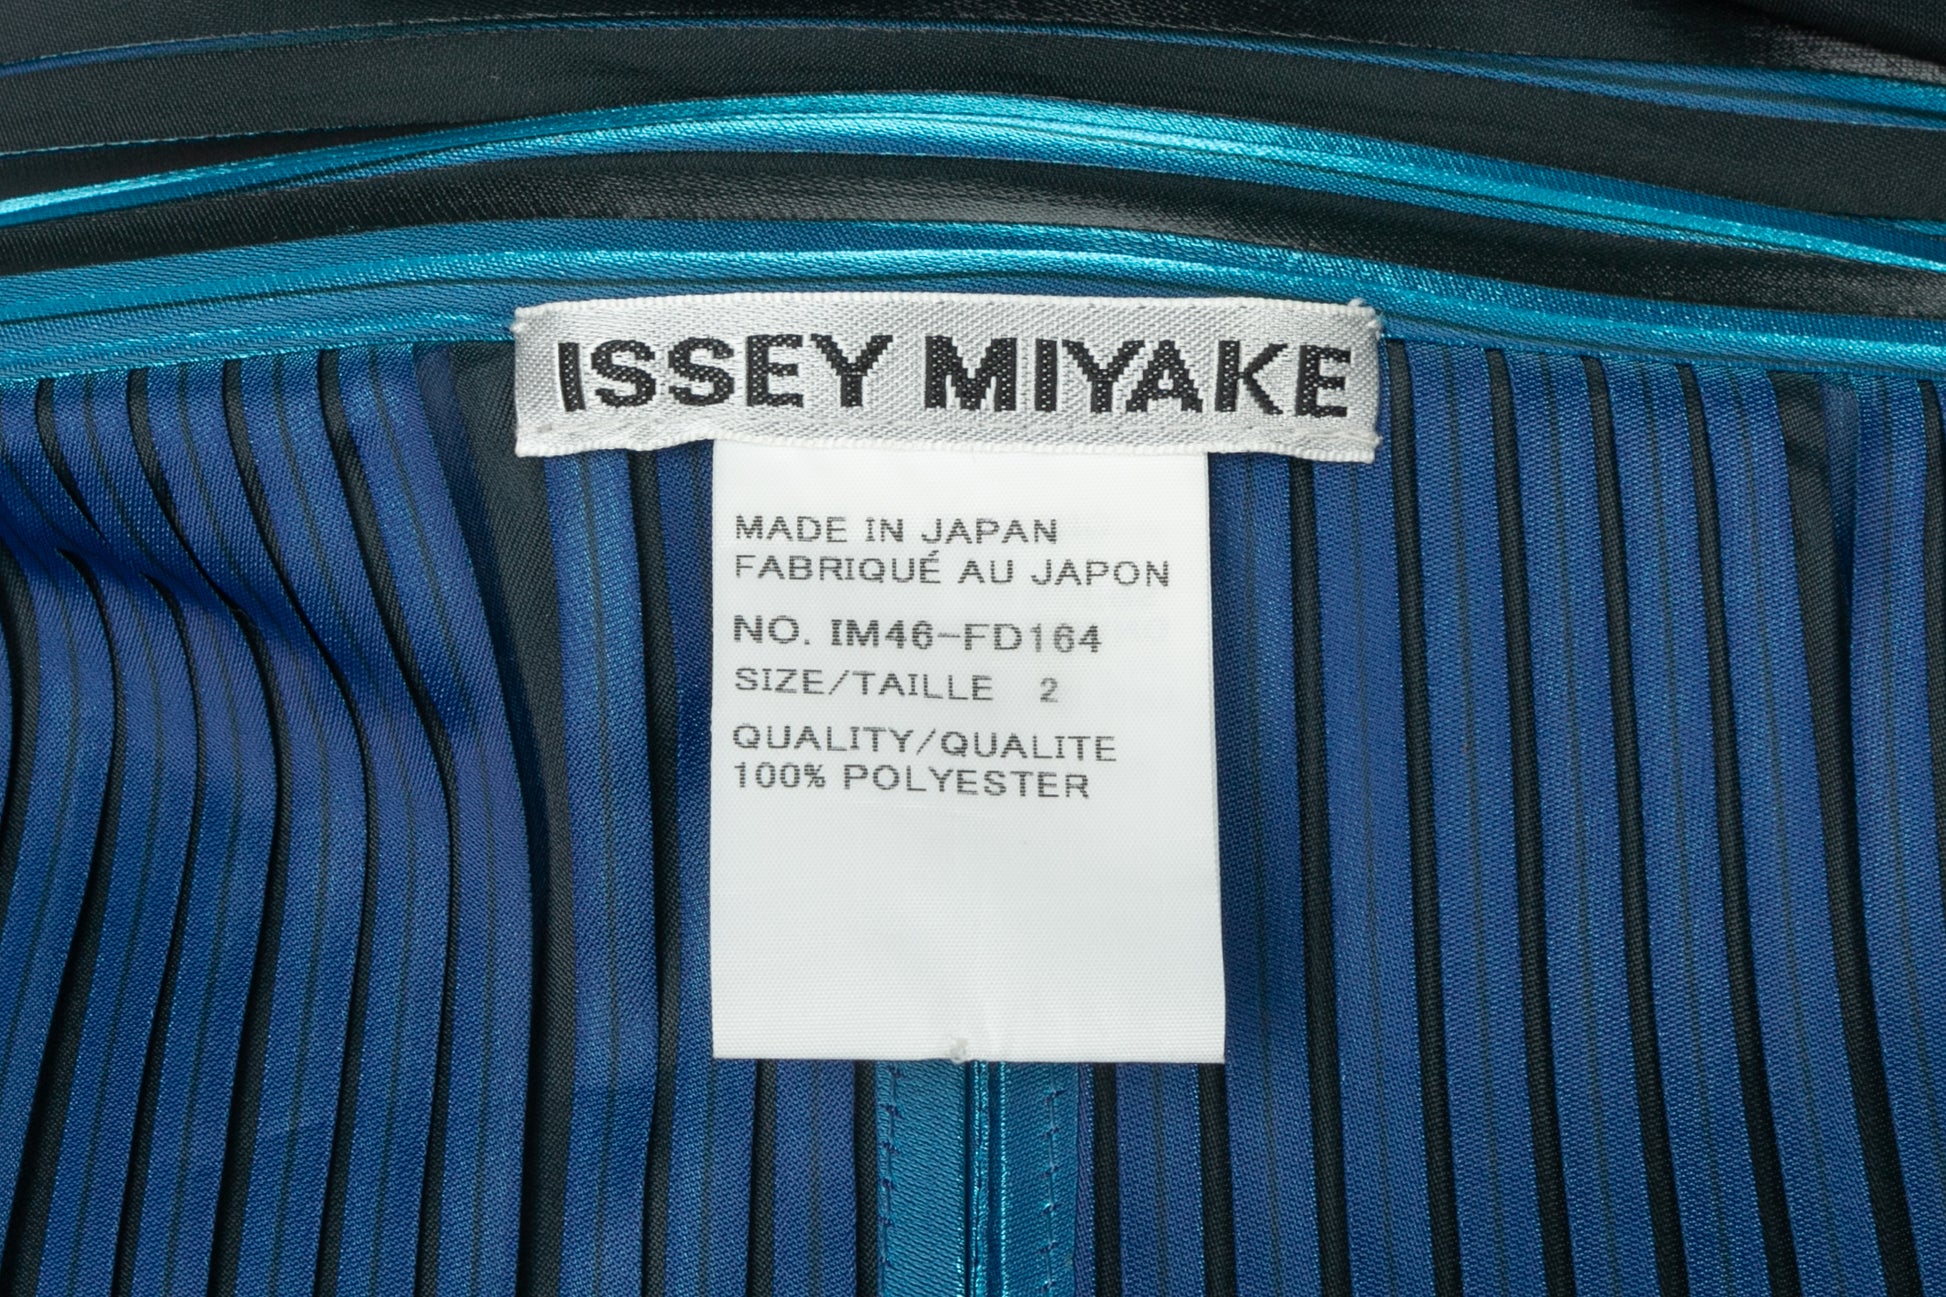 ISSEY MIYAKE
MADE IN JAPAN
FABRIQUÉ AU JAPON
NO. IM46-FD164
SIZE/TAILLE 2
QUALITY/QUALITE
100% POLYESTER